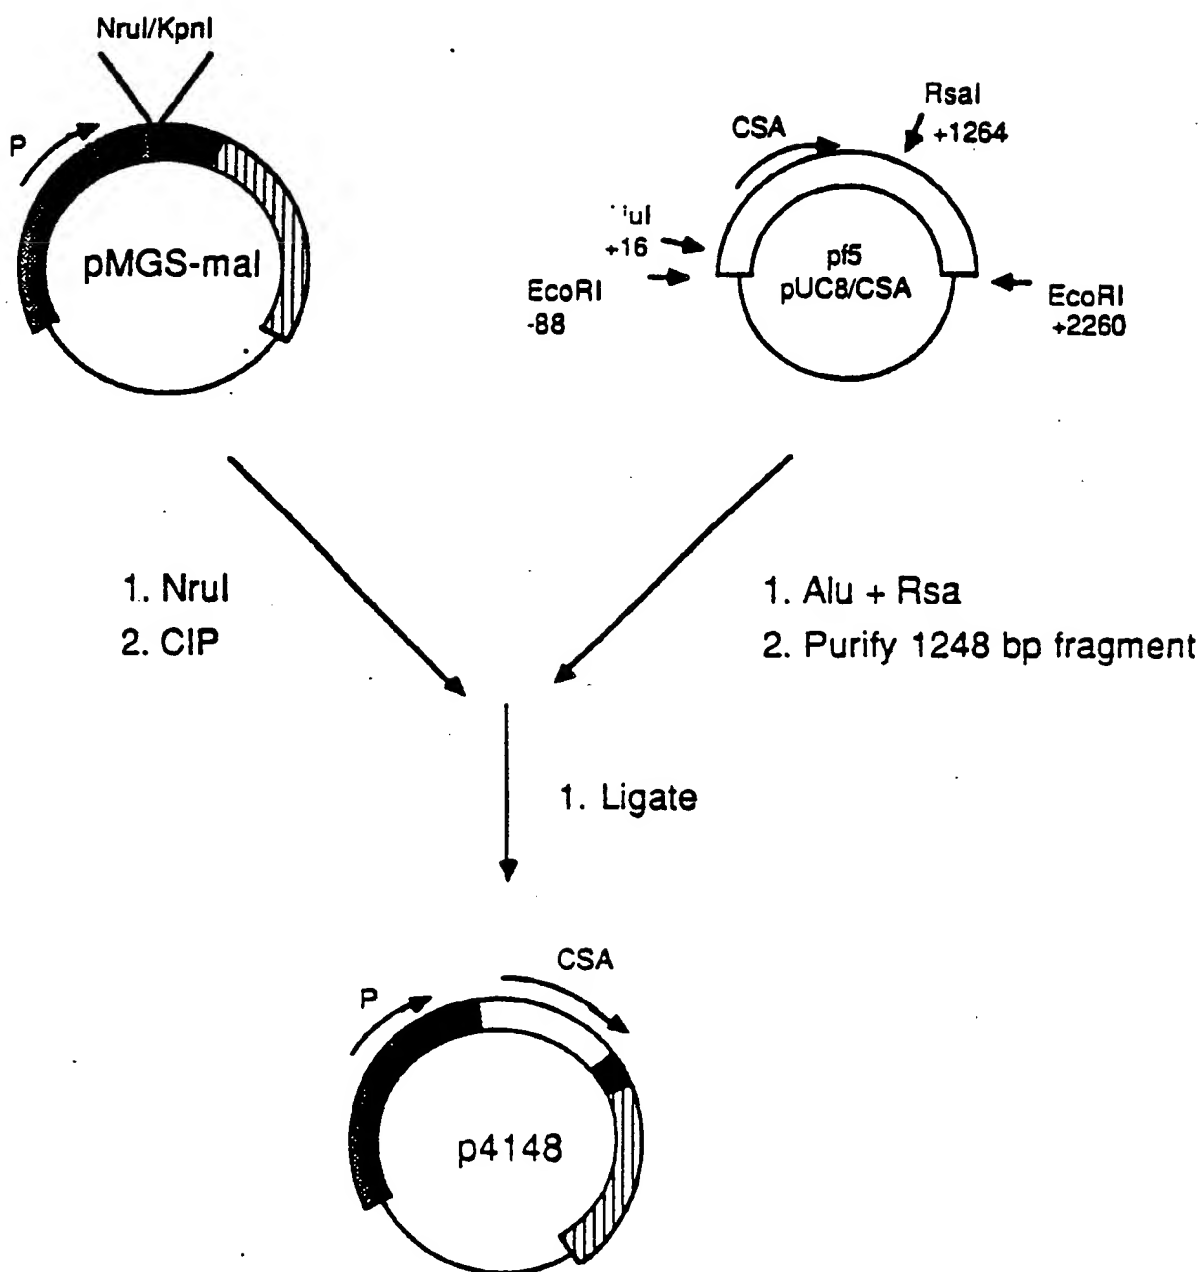 NruI/KpnI
P
pMGS-mal
RsaI
+1264
CSA
+16
EcoRI
-88
pf5
pUC8/CSA
EcoRI
+2260
1. NruI
2. CIP
1. Alu + Rsa
2. Purify 1248 bp fragment
1. Ligate
CSA
P
p4148